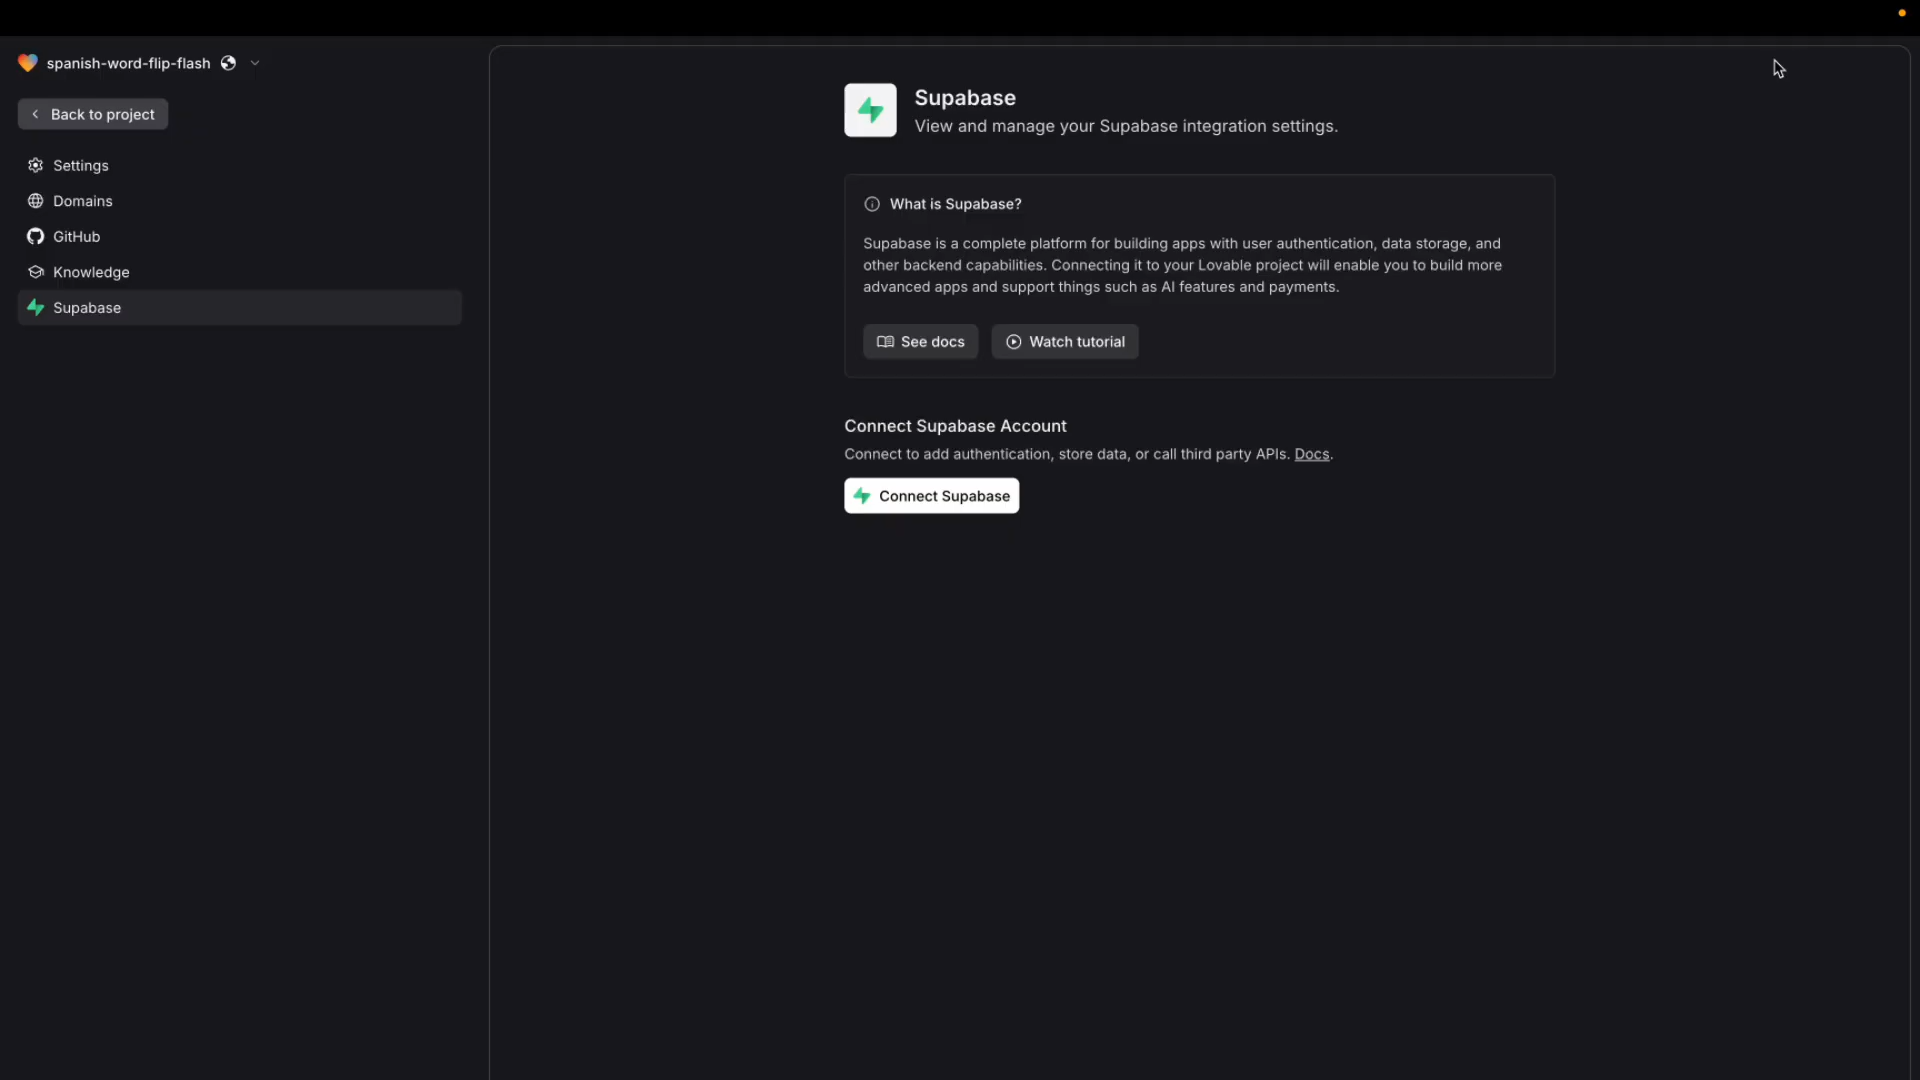 spanish-word-flip-flash
Back to project
Settings
Domains
GitHub
Knowledge
Supabase
Supabase
View and manage your Supabase integration settings.
What is Supabase?
Supabase is a complete platform for building apps with user authentication, data storage, and
other backend capabilities. Connecting it to your Lovable project will enable you to build more
advanced apps and support things such as AI features and payments.
See docs
Watch tutorial
Connect Supabase Account
Connect to add authentication, store data, or call third party APIs. Docs.
Connect Supabase